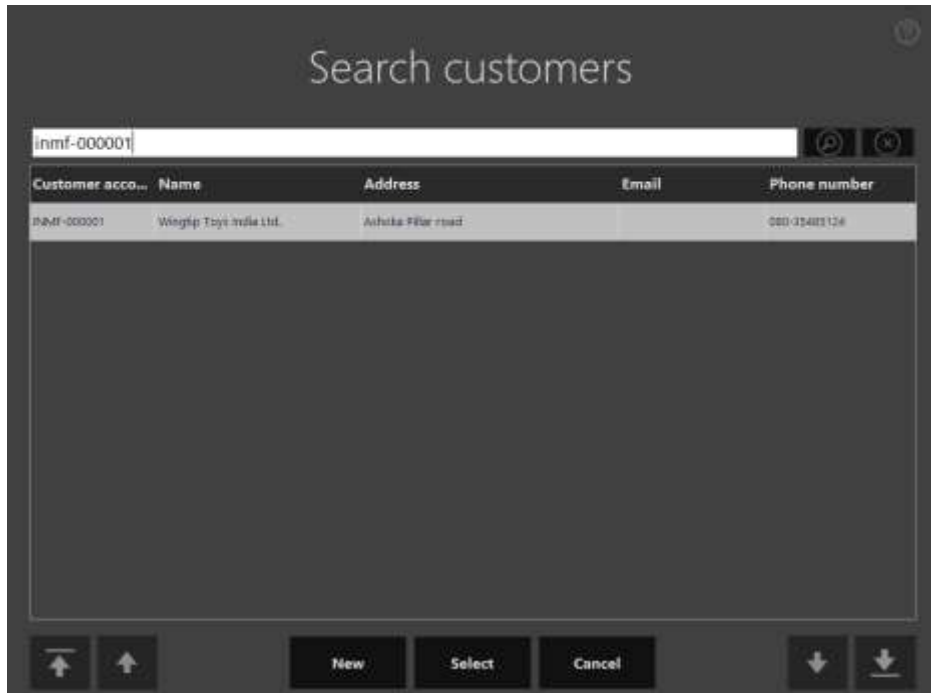 Search customers
inmf-000001
Customer acco... Name Address Email Phone number
INMF-000001 Wingtip Toys India Ltd. Ashoka Pillar road 080-35485124
New Select Cancel